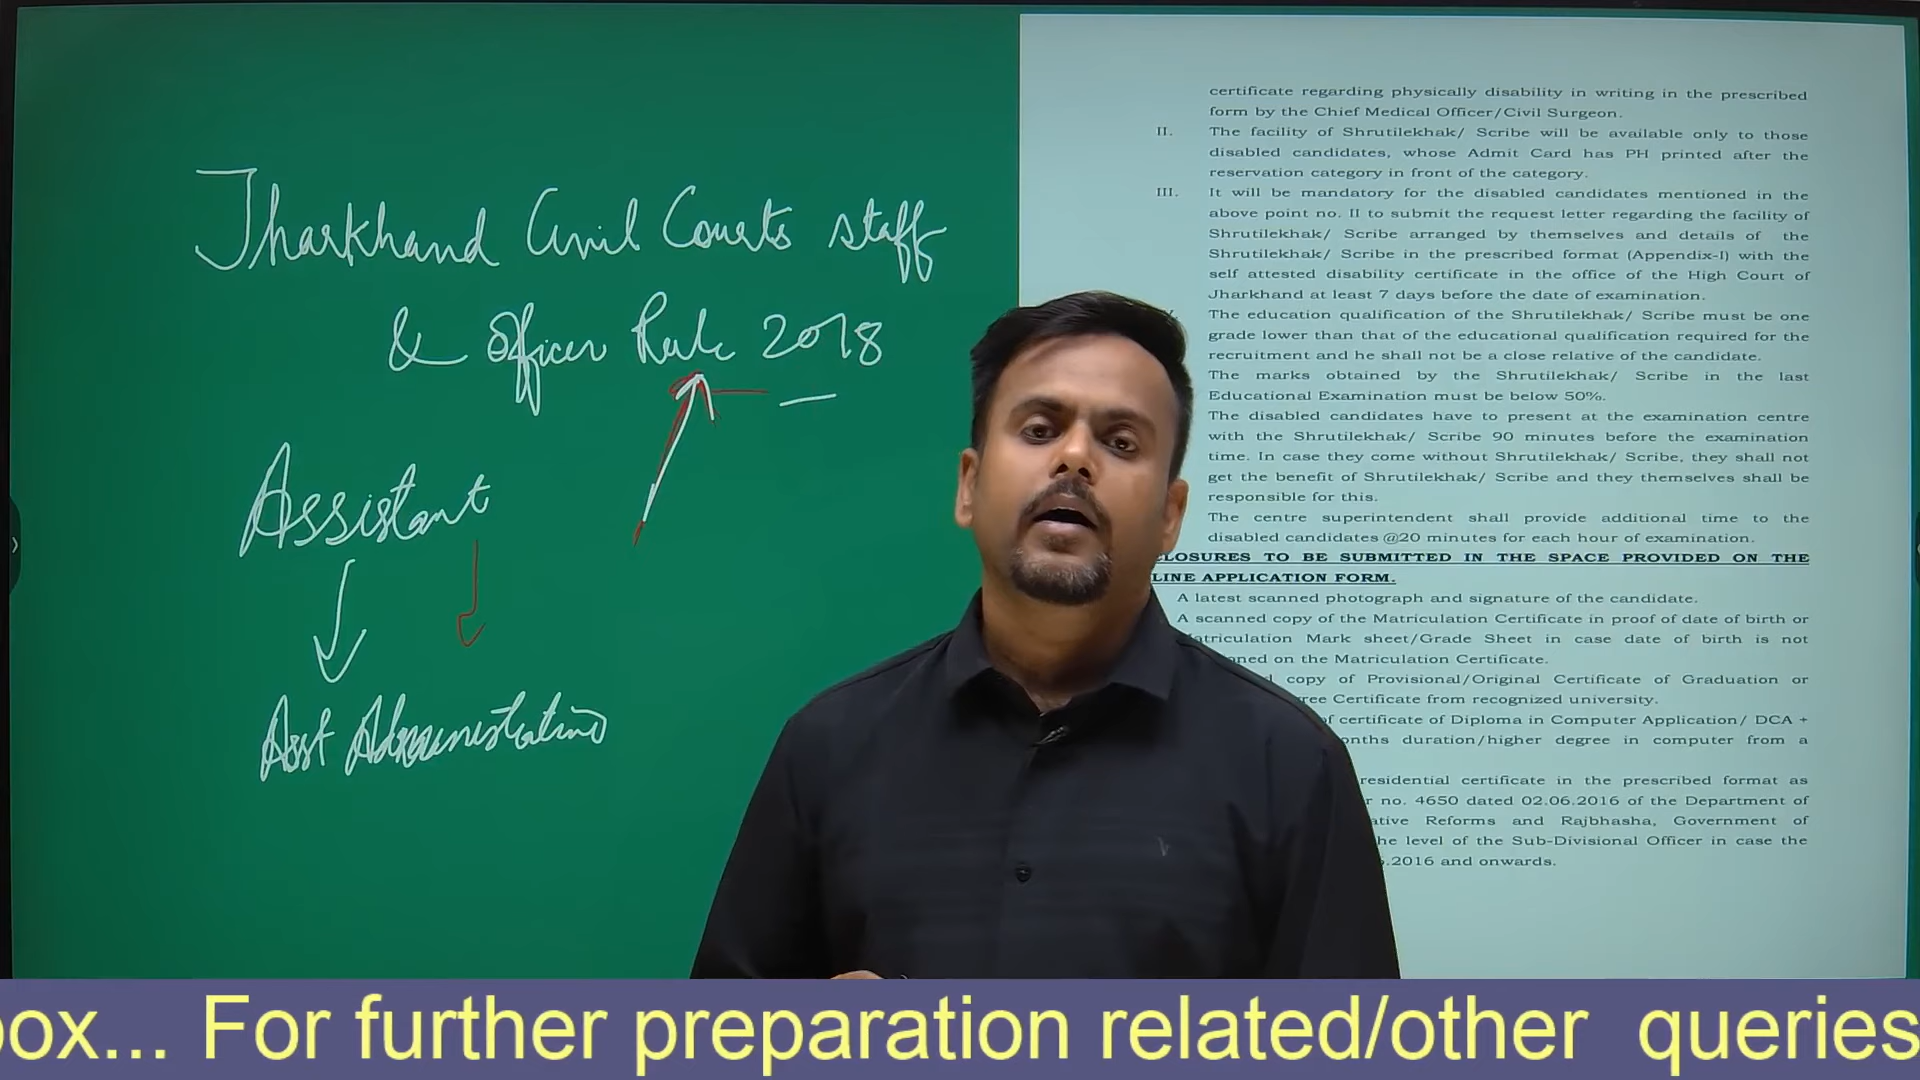 Jharkhand Civil Courts staff
& Officer Rule 2018
Assistant
Asst
certificate regarding physically disability in writing in the prescribed
form by the Chief Medical Officer/Civil Surgeon.
II. The facility of Shrutilekhak/ Scribe will be available only to those
disabled candidates, whose Admit Card has PH printed after the
reservation category in front of the category.
III. It will be mandatory for the disabled candidates mentioned in the
above point no. II to submit the request letter regarding the facility of
Shrutilekhak/ Scribe arranged by themselves and details of the
Shrutilekhak/ Scribe in the prescribed format (Appendix-I) with the
self attested disability certificate in the office of the High Court of
Jharkhand at least 7 days before the date of examination.
The education qualification of the Shrutilekhak/ Scribe must be one
grade lower than that of the educational qualification required for the
recruitment and he shall not be a close relative of the candidate.
The marks obtained by the Shrutilekhak/ Scribe in the last
Educational Examination must be below 50%.
The disabled candidates have to present at the examination centre
with the Shrutilekhak/ Scribe 90 minutes before the examination
time. In case they come without Shrutilekhak/ Scribe, they shall not
get the benefit of Shrutilekhak/ Scribe and they themselves shall be
responsible for this.
The centre superintendent shall provide additional time to the
disabled candidates @20 minutes for each hour of examination.
CLOSURES TO BE SUBMITTED IN THE SPACE PROVIDED ON THE
LINE APPLICATION FORM.
A latest scanned photograph and signature of the candidate.
A scanned copy of the Matriculation Certificate in proof of date of birth or
atriculation Mark sheet/Grade Sheet in case date of birth is not
oned on the Matriculation Certificate.
copy of Provisional/Original Certificate of Graduation or
ree Certificate from recognized university.
of certificate of Diploma in Computer Application/ DCA +
onths duration/higher degree in computer from a
residential certificate in the prescribed format as
r no. 4650 dated 02.06.2016 of the Department of
ative Reforms and Rajbhasha, Government of
he level of the Sub-Divisional Officer in case the
.2016 and onwards.
box... For further preparation related/other queries